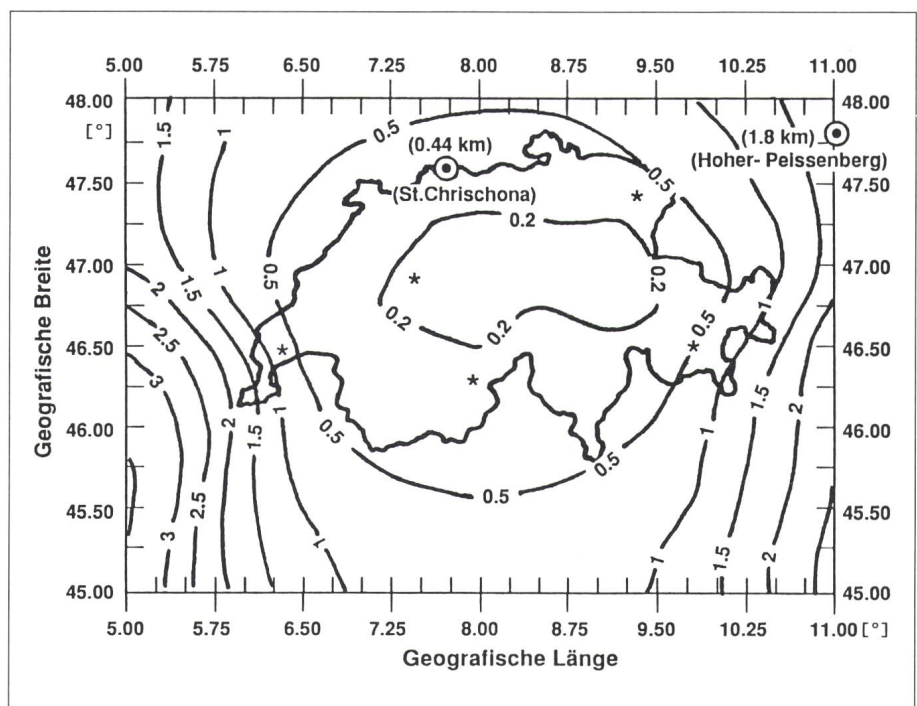 5.00 5.75 6.50 7.25 8.00 8.75 9.50 10.25 11.00
48.00 48.00
[°]
1.5 1 0.5
(0.44 km) (1.8 km)
(Hoher- Peissenberg)
47.50 0.5 47.50
(St.Chrischona) *
0.2
47.00 1 0.5 * 0.2 47.00
2 1.5 1
0.2 0.2 0.5
2.5
46.50 * * 46.50
3 * 1.5
2 1 2
1.5 0.5 1
46.00 46.00
0.5
0.5
45.50 2.5 45.50
3 1 1 1.5 2
45.00 45.00
5.00 5.75 6.50 7.25 8.00 8.75 9.50 10.25 11.00 [°]
Geografische Länge
Geografische Breite